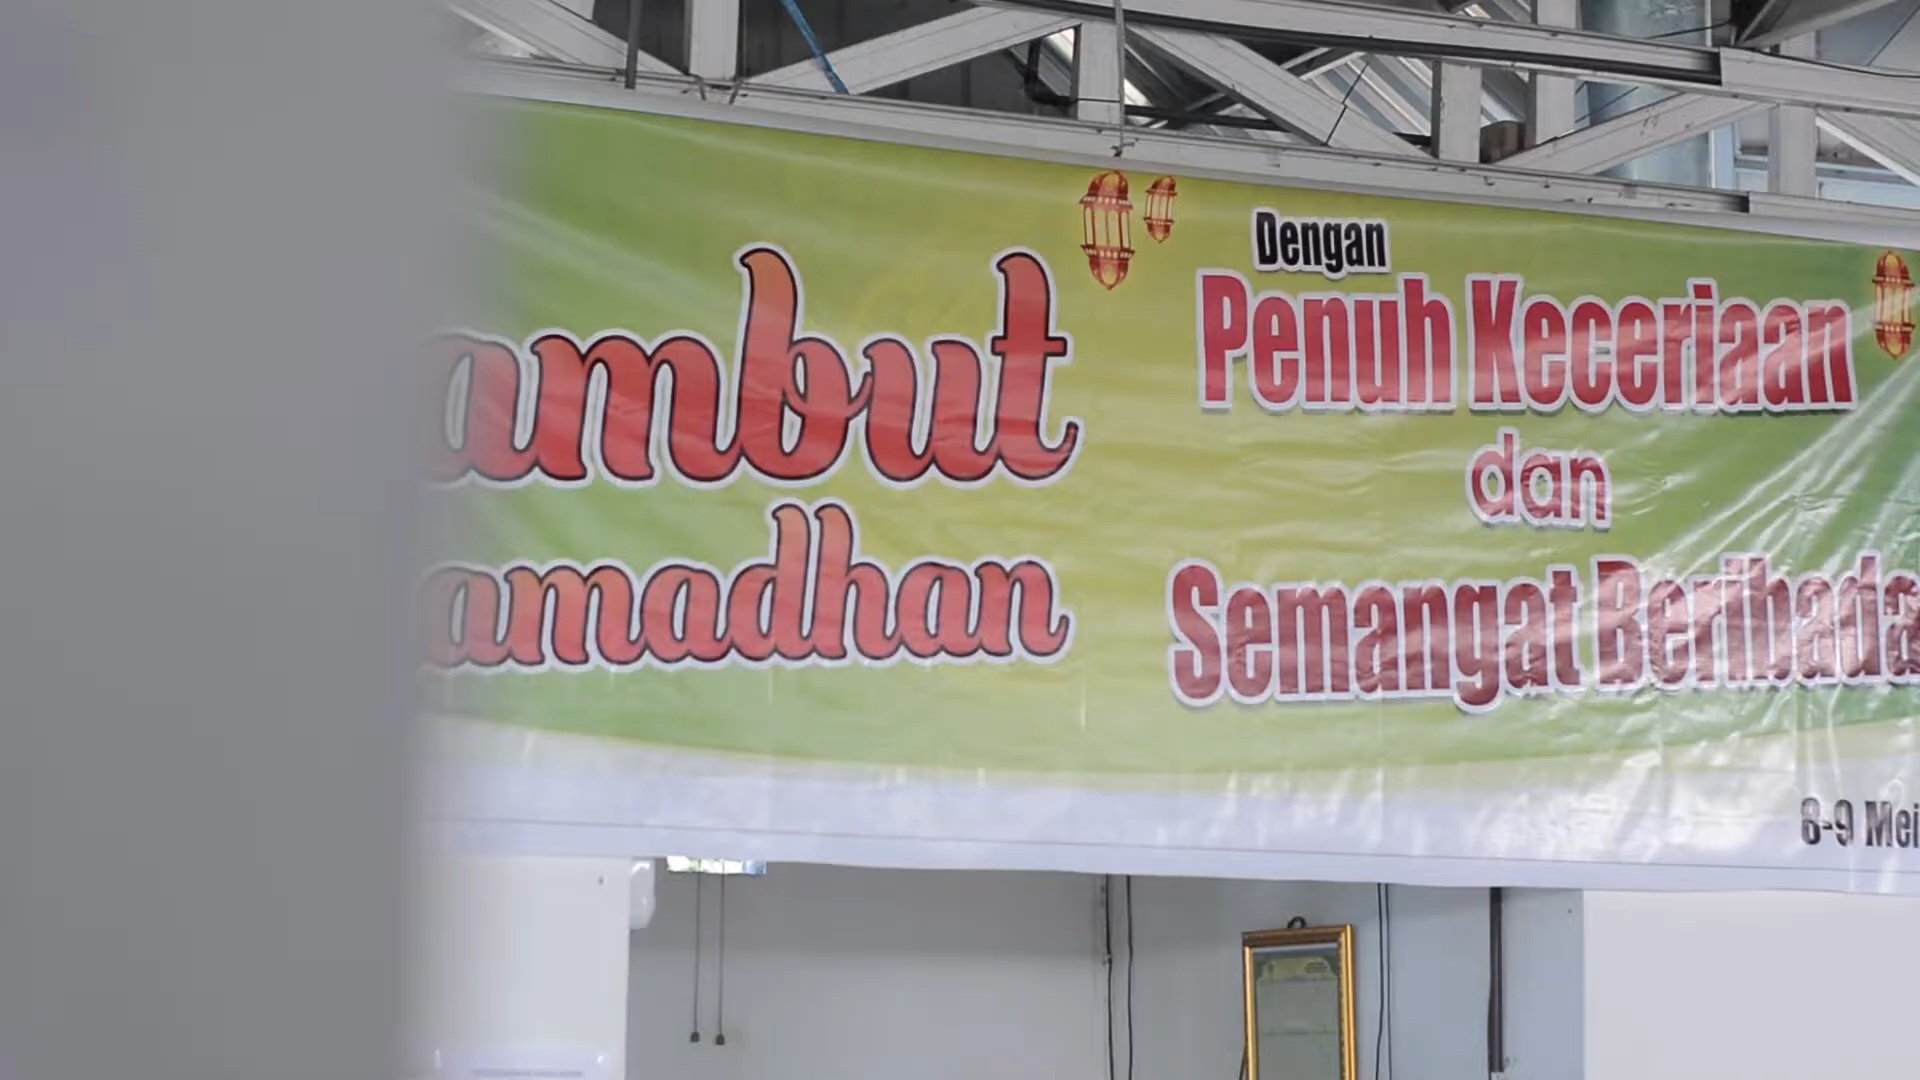 ambut
amadhan
Dengan
Penuh Keceriaan
dan
Semangat Beribada
8-9 Mei